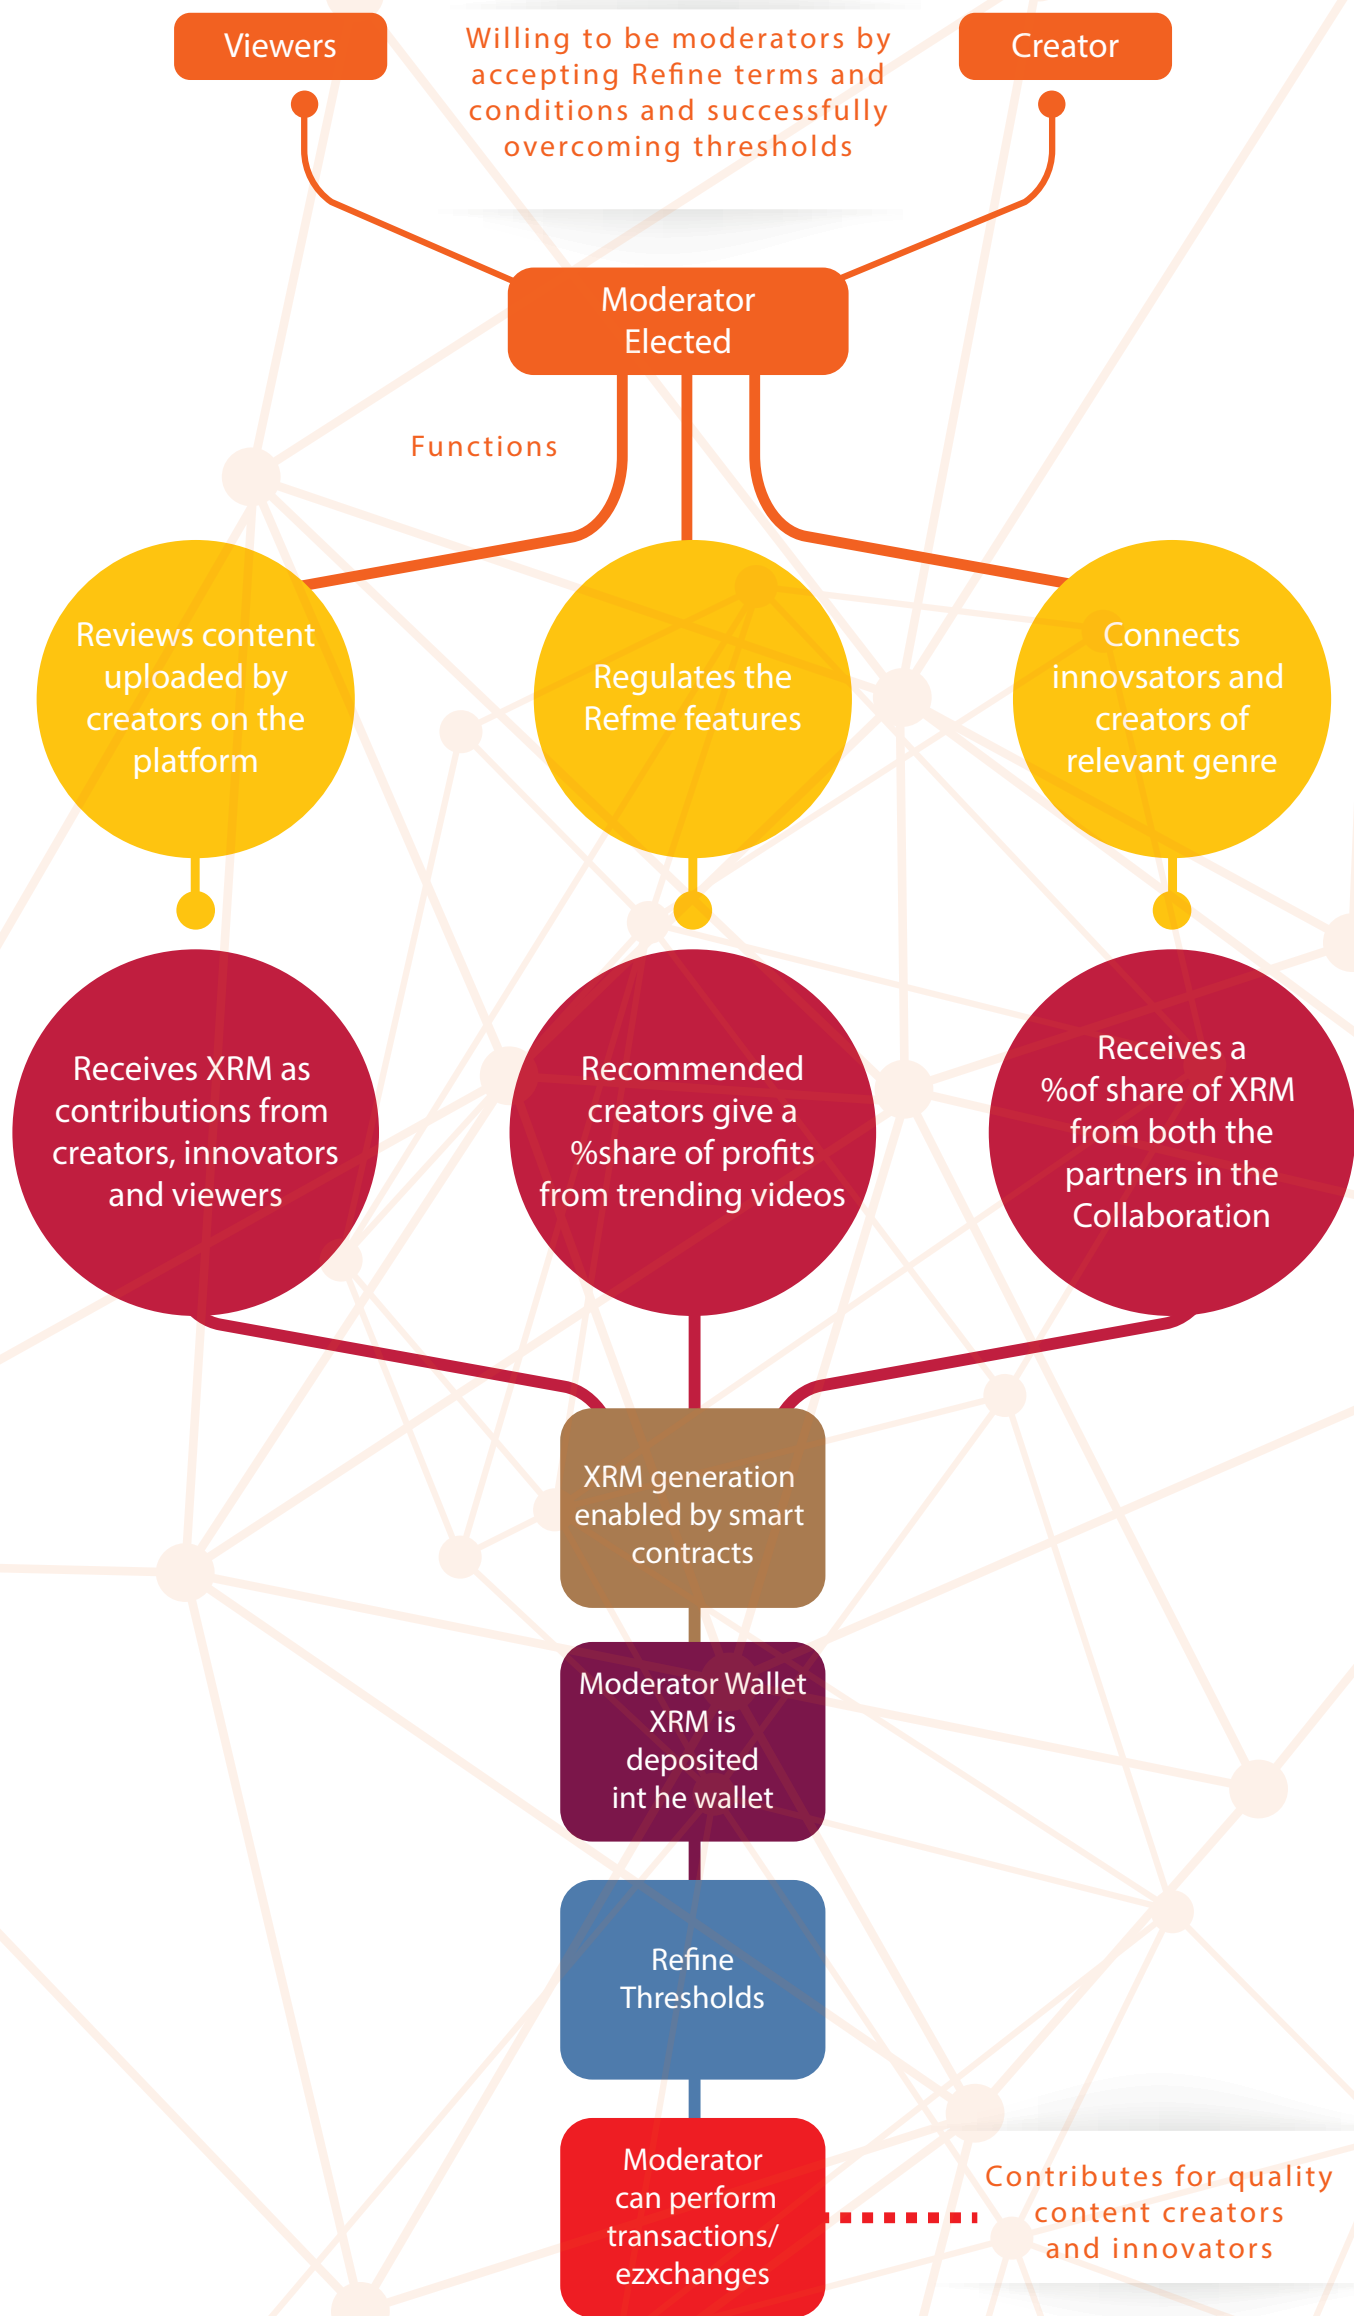 Viewers
Willing to be moderators by
accepting Refine terms and
conditions and successfully
overcoming thresholds
Creator
Moderator
Elected
Functions
Reviews content
uploaded by
creators on the
platform
Regulates the
Refme features
Connects
innovsators and
creators of
relevant genre
Receives XRM as
contributions from
creators, innovators
and viewers
Recommended
creators give a
%share of profits
from trending videos
Receives a
%of share of XRM
from both the
partners in the
Collaboration
XRM generation
enabled by smart
contracts
Moderator Wallet
XRM is
deposited
int he wallet
Refine
Thresholds
Moderator
can perform
transactions/
ezxchanges
Contributes for quality
content creators
and innovators